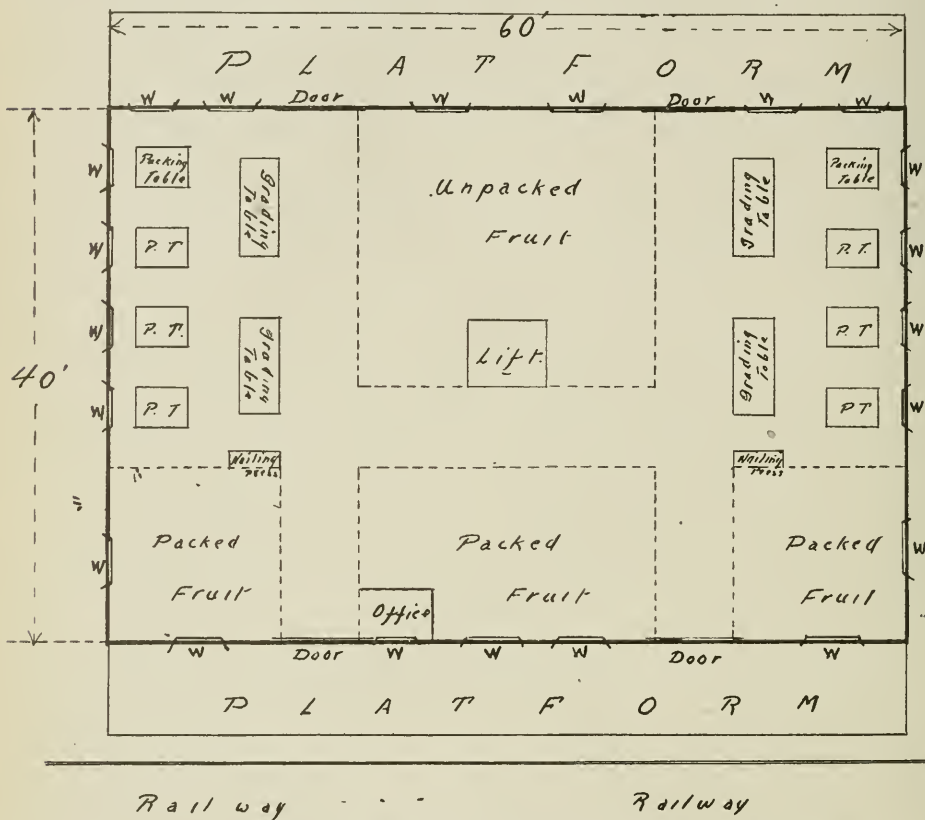 60'
PLATFORM
W W Door W W Door W W
Packing Table
Grading Table
Unpacked Fruit
Grading Table
Packing Table
W W
W P.T. P.T. W
W P.T. Grading Table Lift. Grading Table P.T W
40'
W P.T PT W
Nailing Press Nailing Press
Packed Fruit Packed Fruit Packed Fruit
W W
Office
W Door W W W Door W
PLATFORM
Railway Railway